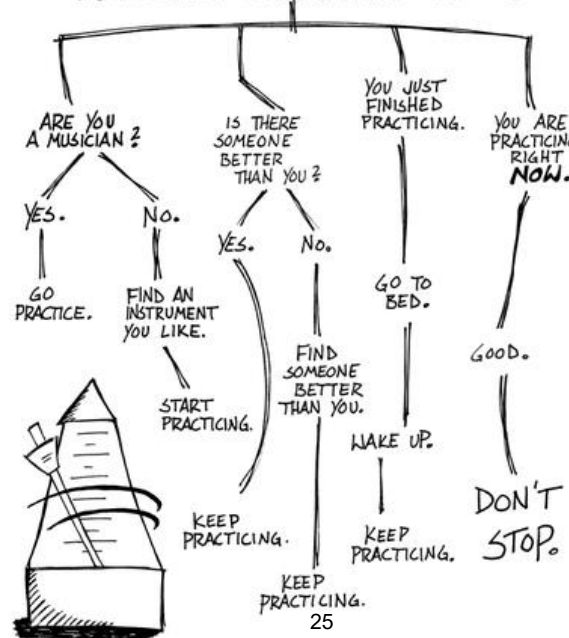 ARE YOU
A MUSICIAN?
YES.
NO.
GO
PRACTICE.
FIND AN
INSTRUMENT
YOU LIKE.
START
PRACTICING.
IS THERE
SOMEONE
BETTER
THAN YOU?
YES.
NO.
KEEP
PRACTICING.
FIND
SOMEONE
BETTER
THAN YOU.
KEEP
PRACTICING.
YOU JUST
FINISHED
PRACTICING.
GO TO
BED.
WAKE UP.
KEEP
PRACTICING.
YOU ARE
PRACTICING
RIGHT
NOW.
GOOD.
DON'T
STOP.
25